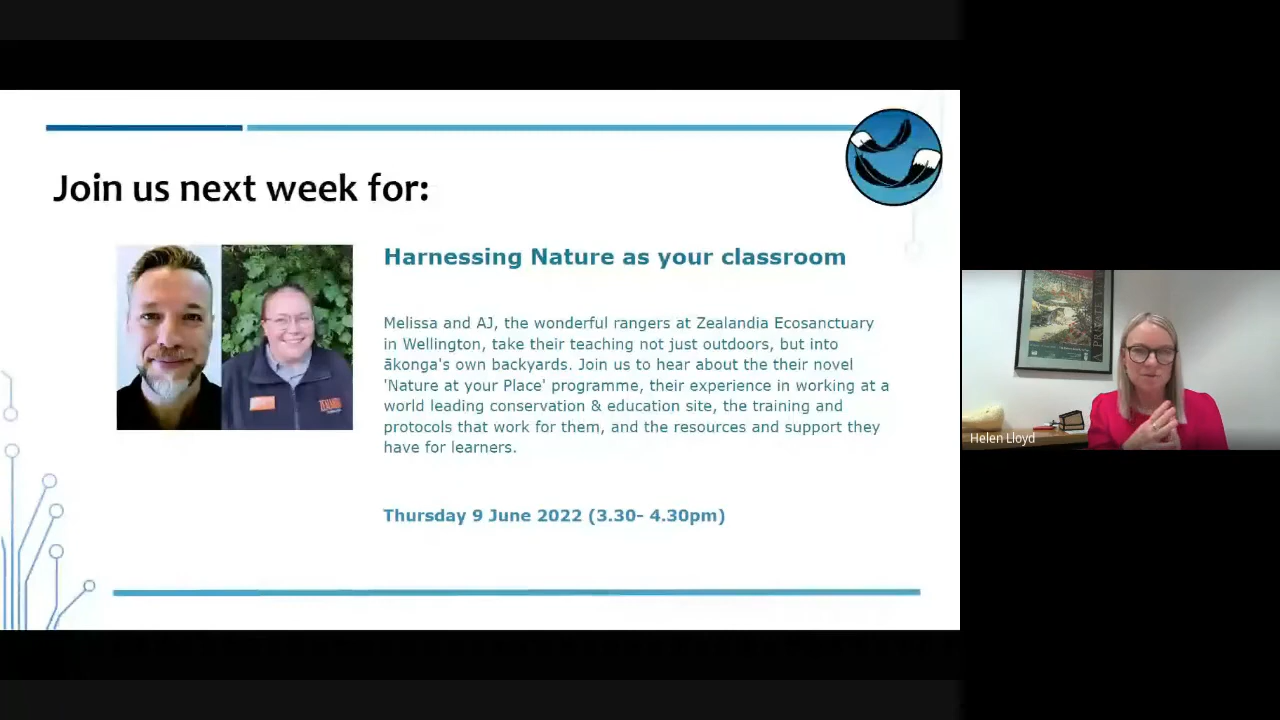 Join us next week for:
Harnessing Nature as your classroom
Melissa and AJ, the wonderful rangers at Zealandia Ecosanctuary
in Wellington, take their teaching not just outdoors, but into
ākonga's own backyards. Join us to hear about the their novel
'Nature at your Place' programme, their experience in working at a
world leading conservation & education site, the training and
protocols that work for them, and the resources and support they
have for learners.
Thursday 9 June 2022 (3.30- 4.30pm)
Helen Lloyd